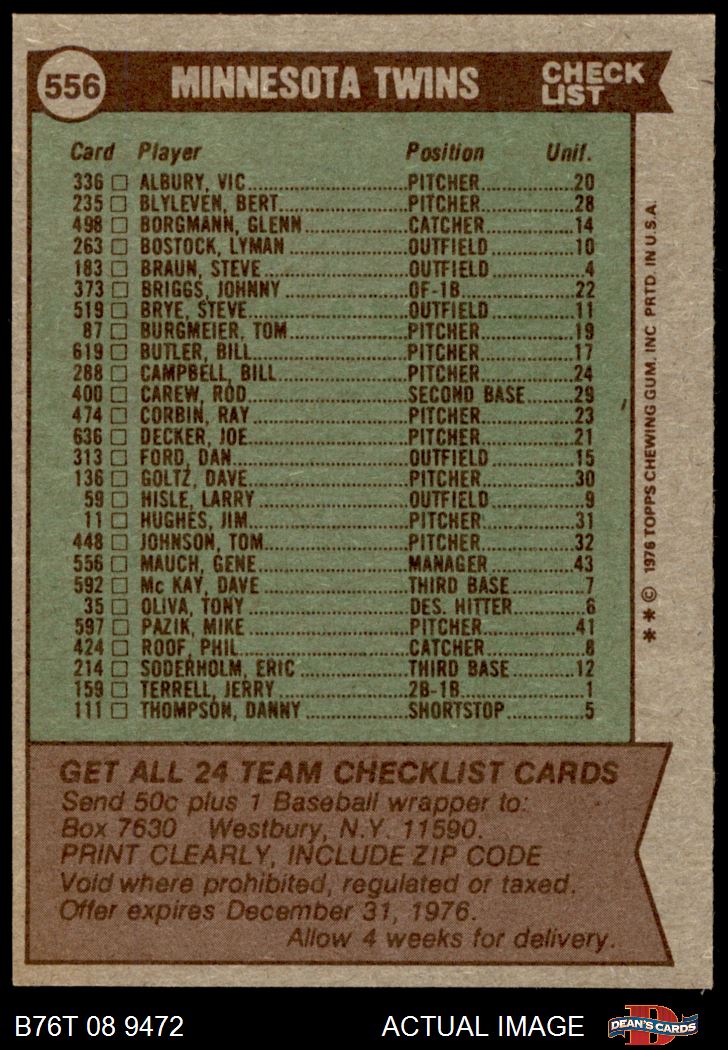 556 MINNESOTA TWINS CHECK LIST
Card Player Position Unif.
336 □ ALBURY, VIC PITCHER 20
235 □ BLYLEVEN, BERT PITCHER 28
498 □ BORGMANN, GLENN CATCHER 14
263 □ BOSTOCK, LYMAN OUTFIELD 10
183 □ BRAUN, STEVE OUTFIELD 4
373 □ BRIGGS, JOHNNY OF-1B 22
519 □ BRYE, STEVE OUTFIELD 11
87 □ BURGMEIER, TOM PITCHER 19
619 □ BUTLER, BILL PITCHER 17
288 □ CAMPBELL, BILL PITCHER 24
400 □ CAREW, ROD SECOND BASE 29
474 □ CORBIN, RAY PITCHER 23
636 □ DECKER, JOE PITCHER 21
313 □ FORD, DAN OUTFIELD 15
136 □ GOLTZ, DAVE PITCHER 30
59 □ HISLE, LARRY OUTFIELD 9
11 □ HUGHES, JIM PITCHER 31
448 □ JOHNSON, TOM PITCHER 32
556 □ MAUCH, GENE MANAGER 43
592 □ Mc KAY, DAVE THIRD BASE 7
35 □ OLIVA, TONY DES. HITTER 6
597 □ PAZIK, MIKE PITCHER 41
424 □ ROOF, PHIL CATCHER 8
214 □ SODERHOLM, ERIC THIRD BASE 12
159 □ TERRELL, JERRY 2B-1B 1
111 □ THOMPSON, DANNY SHORTSTOP 5
* * © 1976 TOPPS CHEWING GUM, INC PRTD. IN U.S.A.
GET ALL 24 TEAM CHECKLIST CARDS
Send 50c plus 1 Baseball wrapper to:
Box 7630 Westbury, N.Y. 11590.
PRINT CLEARLY, INCLUDE ZIP CODE
Void where prohibited, regulated or taxed.
Offer expires December 31, 1976.
Allow 4 weeks for delivery.
B76T 08 9472 ACTUAL IMAGE D DEAN'S CARDS